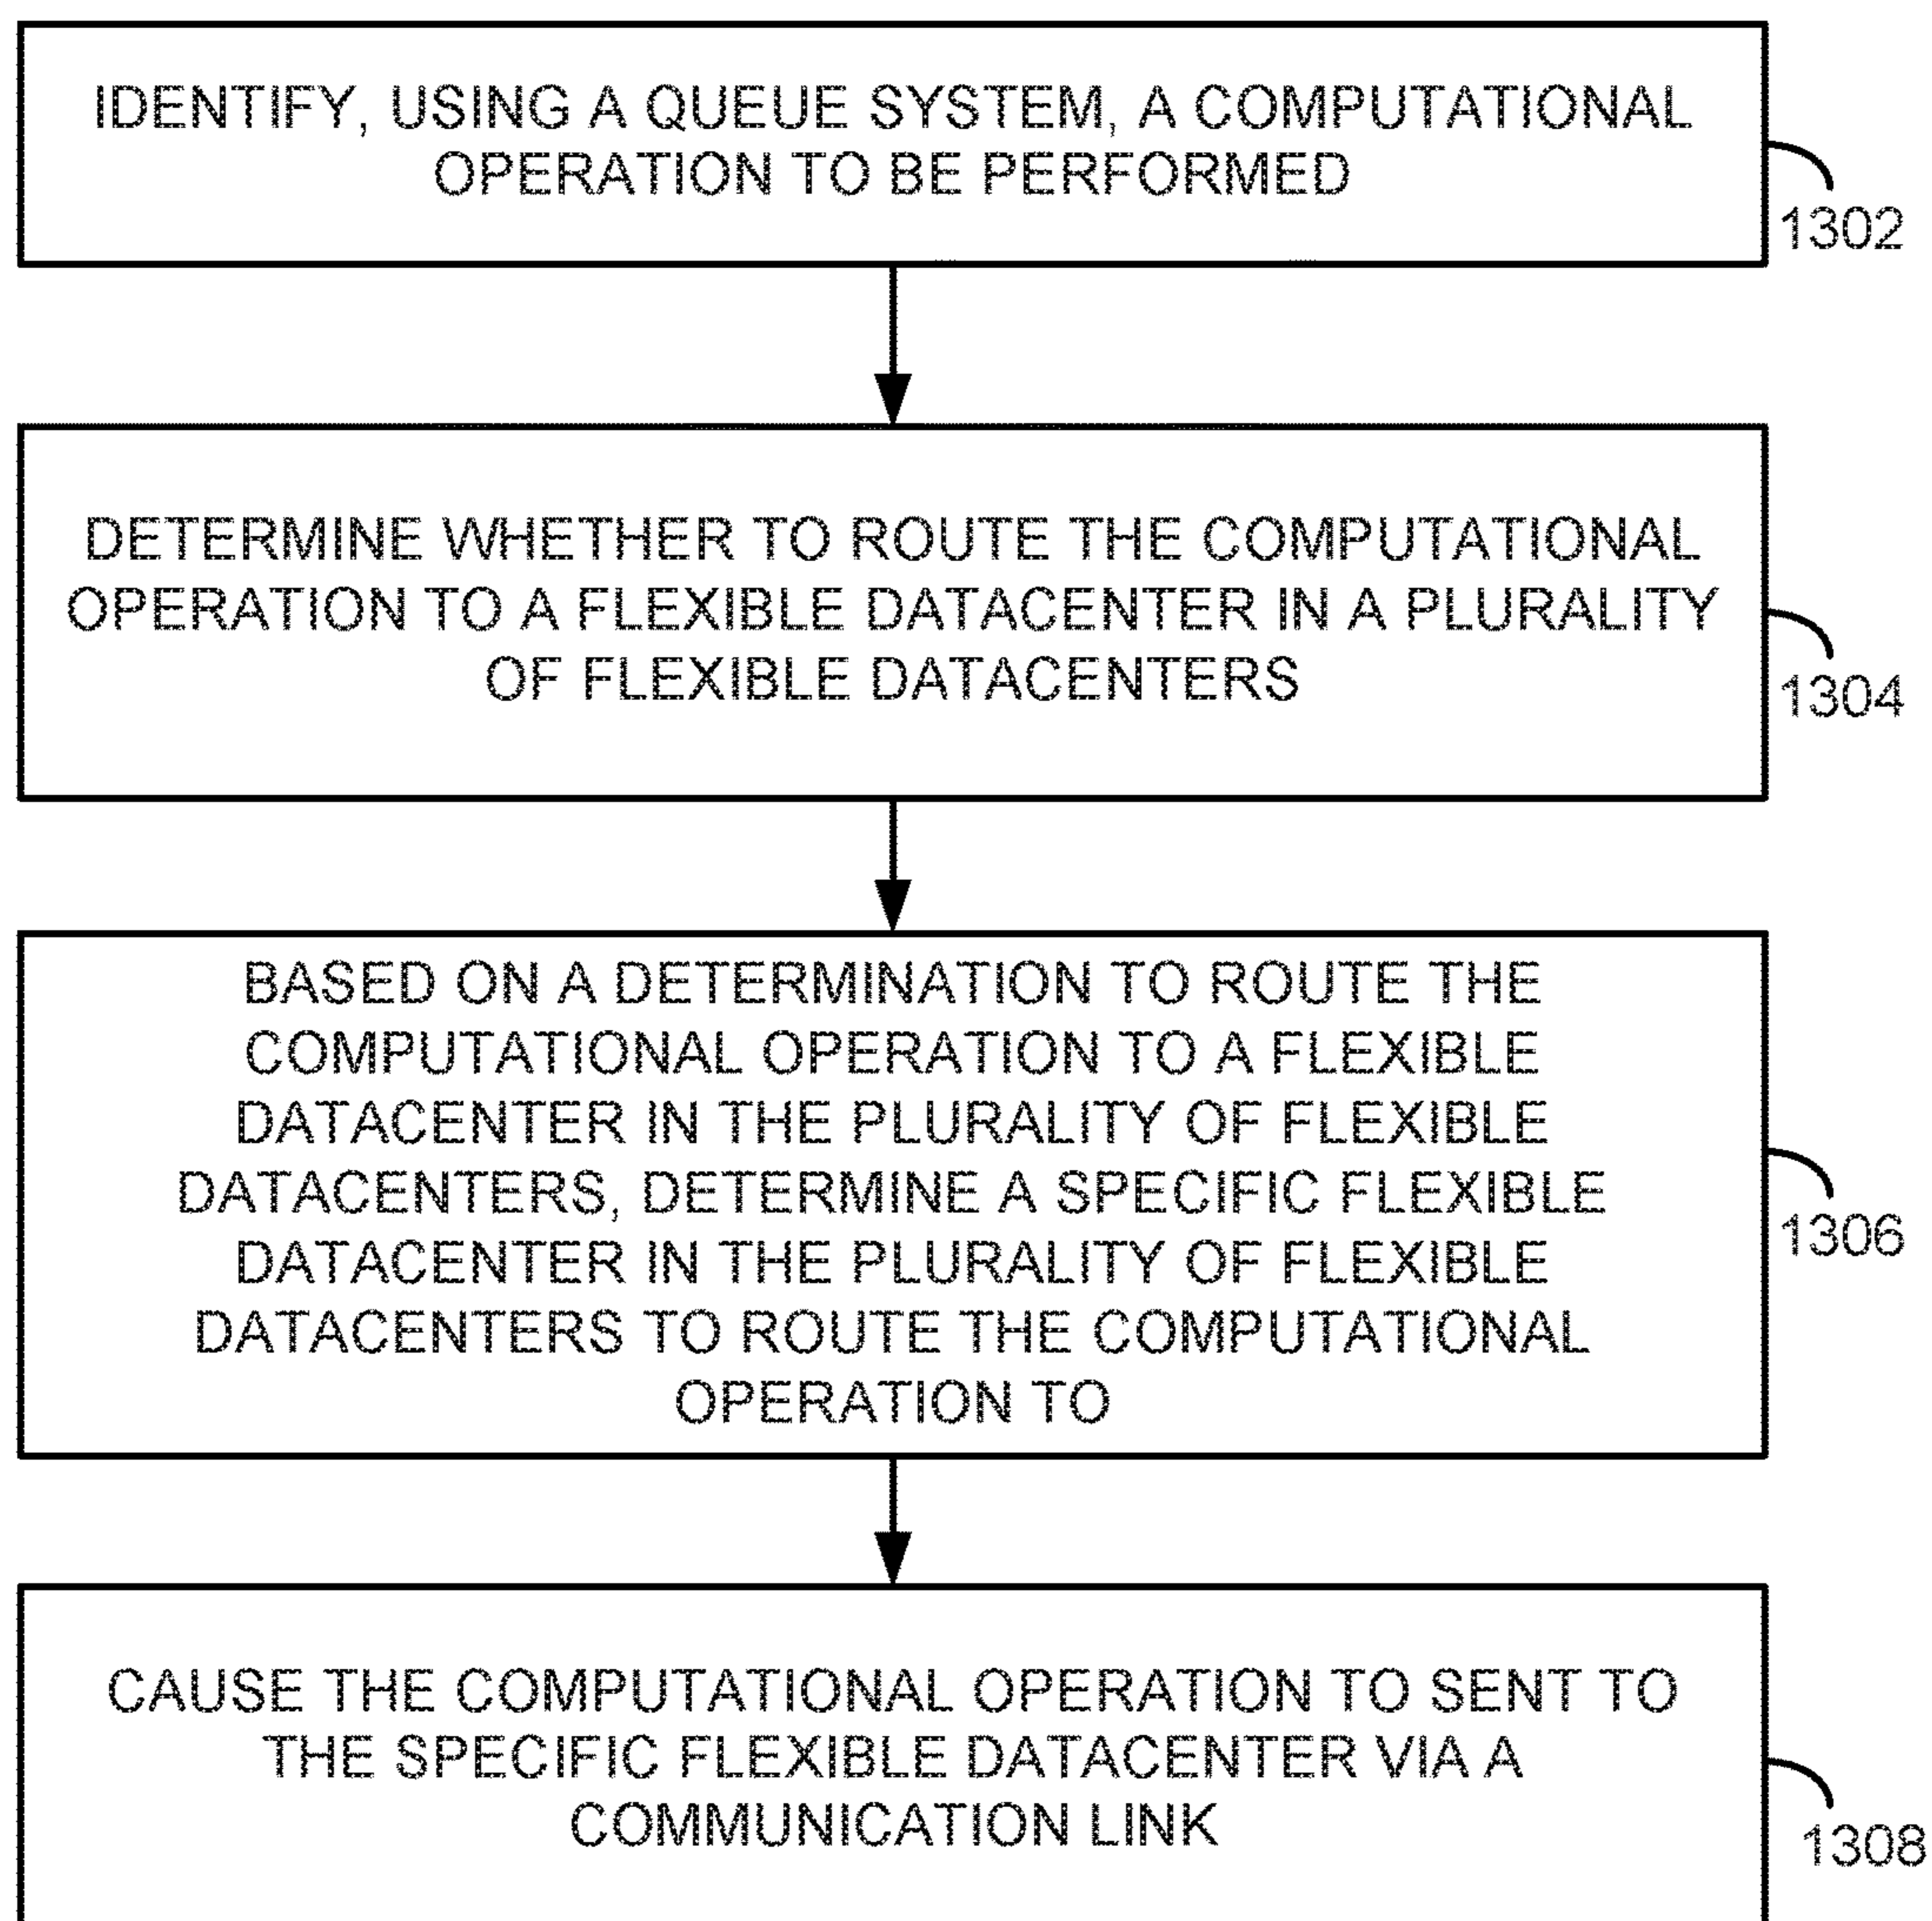 IDENTIFY, USING A QUEUE SYSTEM, A COMPUTATIONAL
OPERATION TO BE PERFORMED
1302
DETERMINE WHETHER TO ROUTE THE COMPUTATIONAL
OPERATION TO A FLEXIBLE DATACENTER IN A PLURALITY
OF FLEXIBLE DATACENTERS
1304
BASED ON A DETERMINATION TO ROUTE THE
COMPUTATIONAL OPERATION TO A FLEXIBLE
DATACENTER IN THE PLURALITY OF FLEXIBLE
DATACENTERS, DETERMINE A SPECIFIC FLEXIBLE
DATACENTER IN THE PLURALITY OF FLEXIBLE
DATACENTERS TO ROUTE THE COMPUTATIONAL
OPERATION TO
1306
CAUSE THE COMPUTATIONAL OPERATION TO SENT TO
THE SPECIFIC FLEXIBLE DATACENTER VIA A
COMMUNICATION LINK
1308